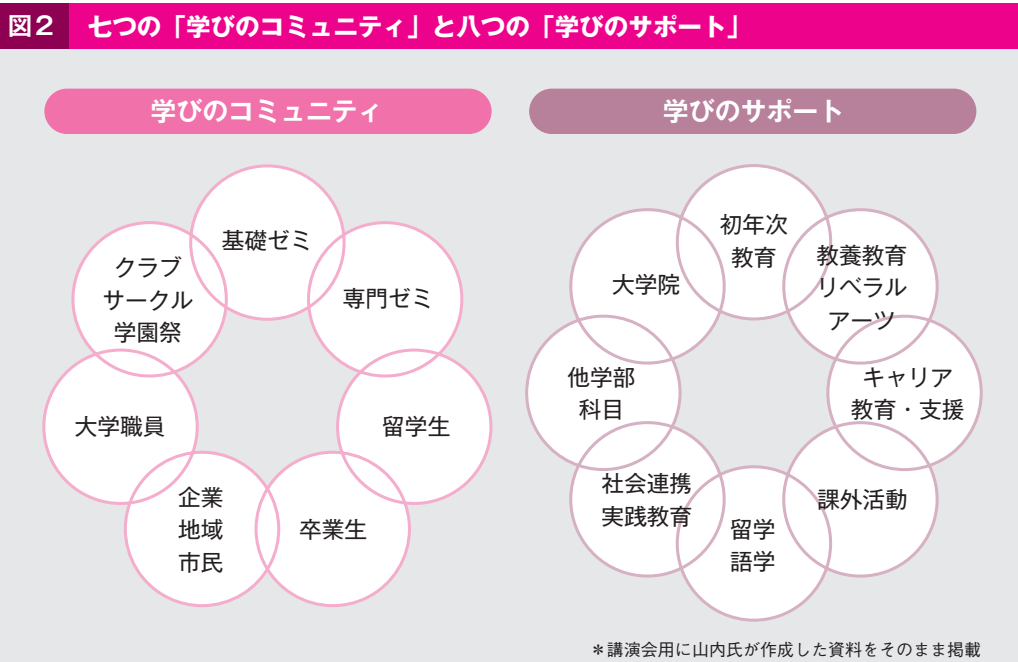 図2 七つの「学びのコミュニティ」と八つの「学びのサポート」
学びのコミュニティ
基礎ゼミ
専門ゼミ
留学生
卒業生
企業
地域
市民
大学職員
クラブ
サークル
学園祭
学びのサポート
初年次
教育
教養教育
リベラル
アーツ
キャリア
教育・支援
課外活動
留学
語学
社会連携
実践教育
他学部
科目
大学院
＊講演会用に山内氏が作成した資料をそのまま掲載